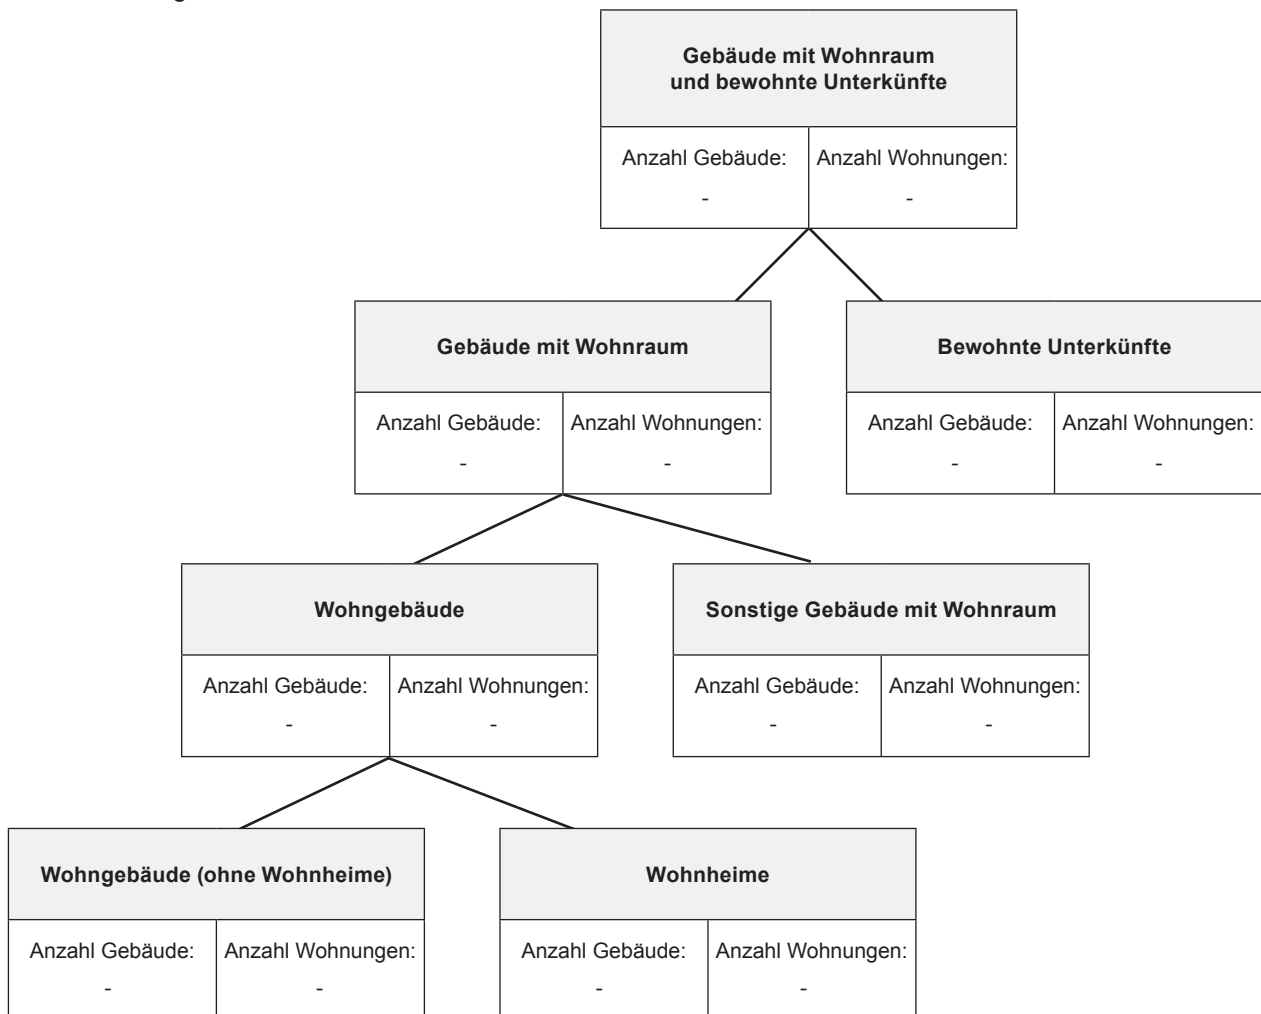 Gebäude mit Wohnraum
und bewohnte Unterkünfte
Anzahl Gebäude: Anzahl Wohnungen:
- -
Gebäude mit Wohnraum
Bewohnte Unterkünfte
Anzahl Gebäude: Anzahl Wohnungen:
- -
Anzahl Gebäude: Anzahl Wohnungen:
- -
Wohngebäude
Sonstige Gebäude mit Wohnraum
Anzahl Gebäude: Anzahl Wohnungen:
- -
Anzahl Gebäude: Anzahl Wohnungen:
- -
Wohngebäude (ohne Wohnheime)
Wohnheime
Anzahl Gebäude: Anzahl Wohnungen:
- -
Anzahl Gebäude: Anzahl Wohnungen:
- -